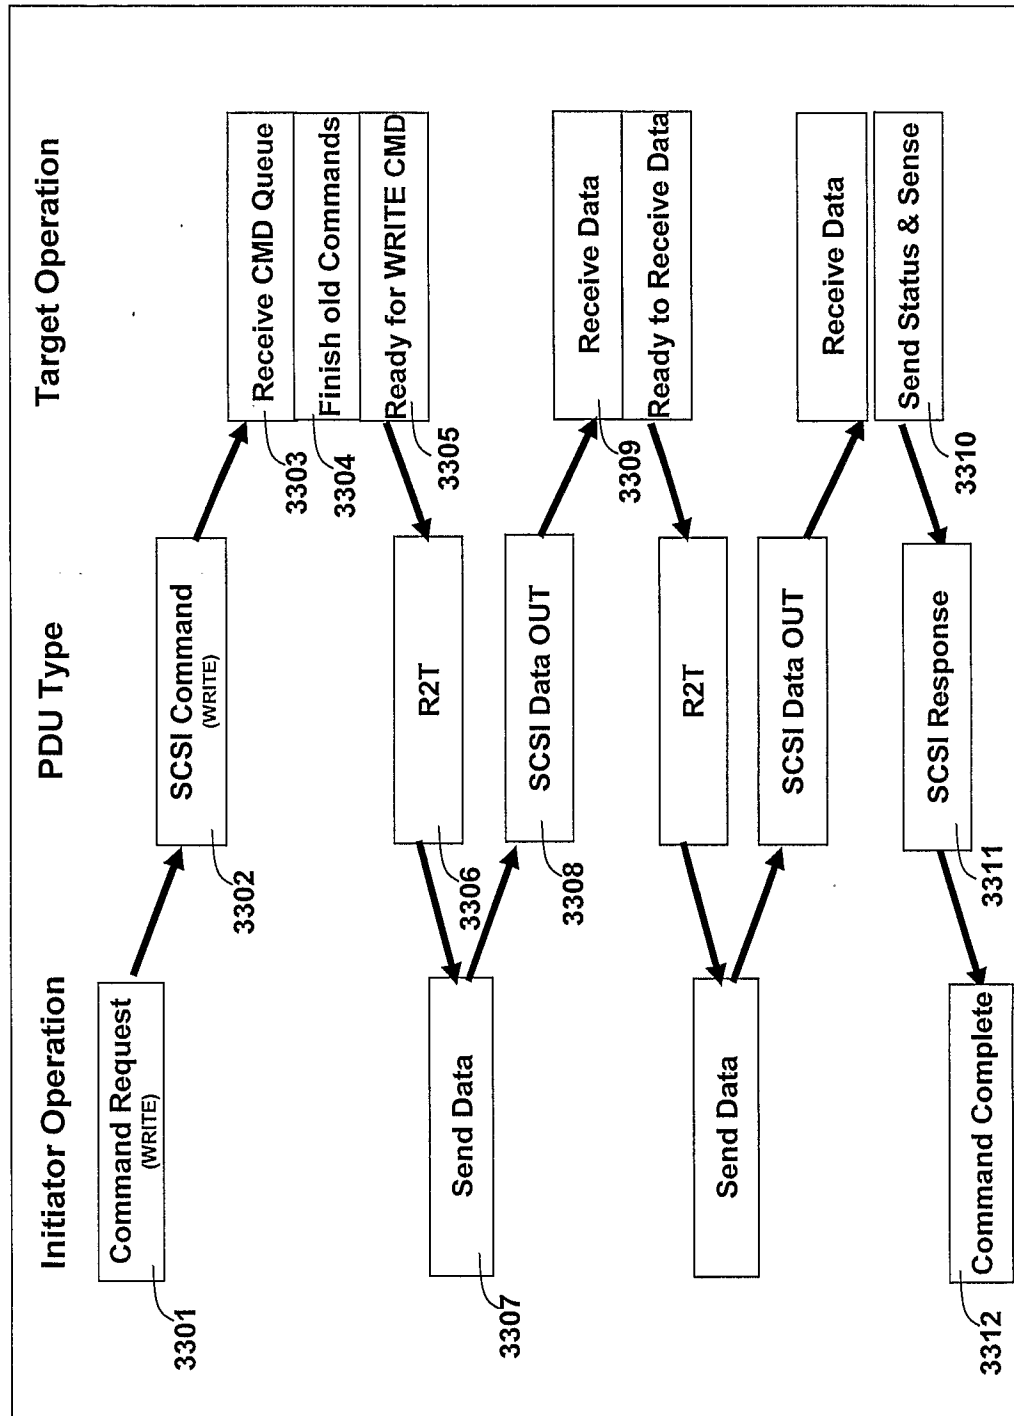 Initiator Operation
PDU Type
Target Operation
Command Request
(WRITE)
3301
SCSI Command
(WRITE)
3302
Receive CMD Queue
3303
Finish old Commands
3304
Ready for WRITE CMD
3305
R2T
3306
Send Data
3307
SCSI Data OUT
3308
Receive Data
3309
Ready to Receive Data
R2T
Send Data
SCSI Data OUT
Receive Data
Send Status & Sense
3310
SCSI Response
3311
Command Complete
3312